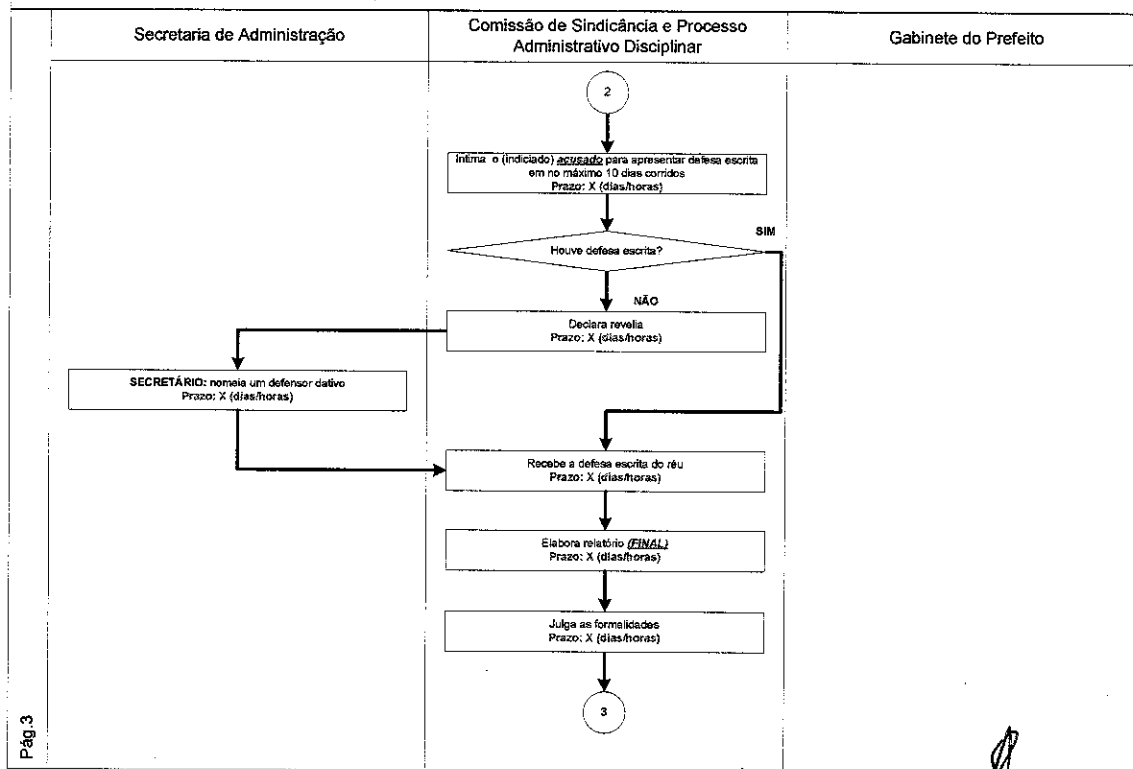 Secretaria de Administração
Comissão de Sindicância e Processo
Administrativo Disciplinar
Gabinete do Prefeito
2
Intima o (indiciado) acusado para apresentar defesa escrita
em no máximo 10 dias corridos
Prazo: X (dias/horas)
SIM
Houve defesa escrita?
NÃO
Declara revelia
Prazo: X (dias/horas)
SECRETÁRIO: nomeia um defensor dativo
Prazo: X (dias/horas)
Recebe a defesa escrita do réu
Prazo: X (dias/horas)
Elabora relatório (FINAL)
Prazo: X (dias/horas)
Julga as formalidades
Prazo: X (dias/horas)
3
Pág.3